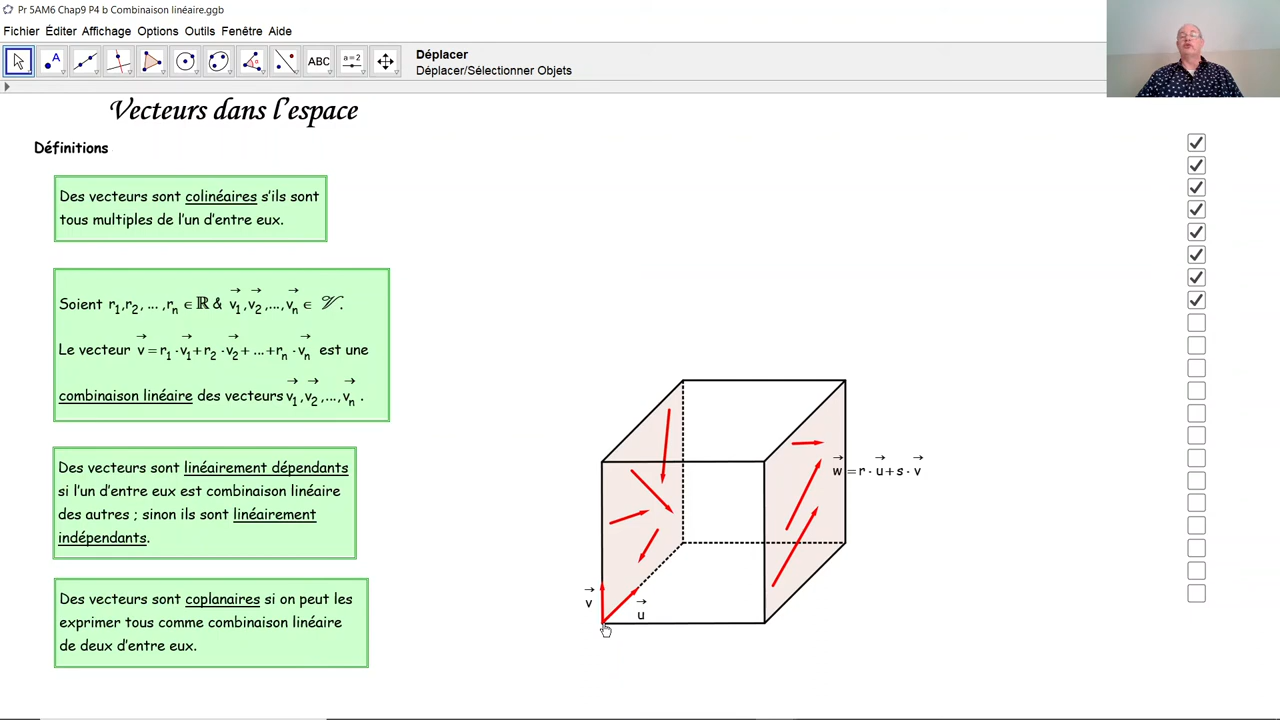 Pr 5AM6 Chap9 P4 b Combinaison linéaire.ggb
Fichier Éditer Affichage Options Outils Fenêtre Aide
A
ABC
a=2
Déplacer
Déplacer/Sélectionner Objets
Vecteurs dans l'espace
Définitions
Des vecteurs sont colinéaires s'ils sont
tous multiples de l'un d'entre eux.
Soient r₁,r₂, ... ,rₙ ∈ ℝ & v⃗₁,v⃗₂,...,v⃗ₙ ∈ 𝒱.
Le vecteur v⃗ = r₁ · v⃗₁ + r₂ · v⃗₂ + ... + rₙ · v⃗ₙ est une
combinaison linéaire des vecteurs v⃗₁,v⃗₂,...,v⃗ₙ .
Des vecteurs sont linéairement dépendants
si l'un d'entre eux est combinaison linéaire
des autres ; sinon ils sont linéairement
indépendants.
Des vecteurs sont coplanaires si on peut les
exprimer tous comme combinaison linéaire
de deux d'entre eux.
w⃗ = r · u⃗ + s · v⃗
v⃗
u⃗